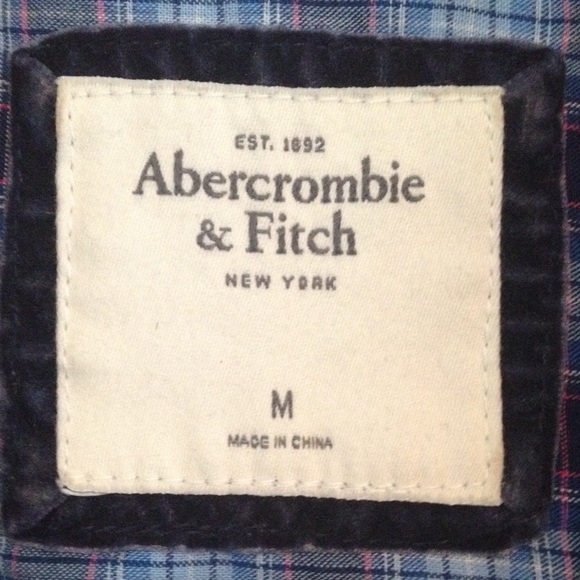 EST. 1892
Abercrombie
& Fitch
NEW YORK
M
MADE IN CHINA